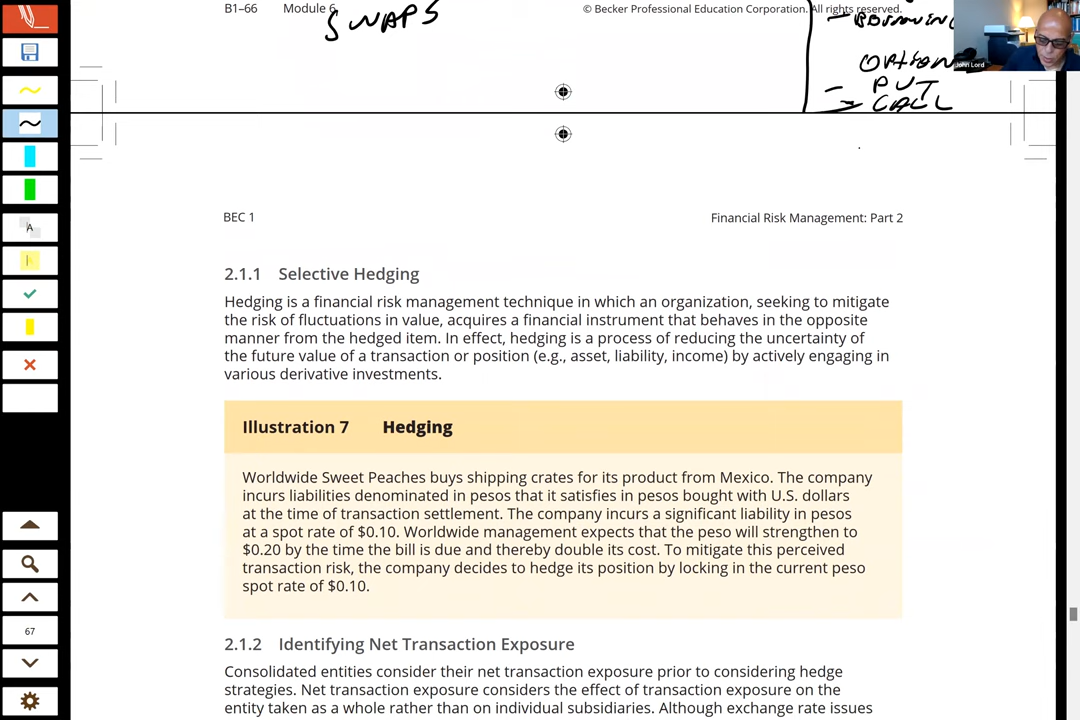 B1–66 Module 6
SWAPS
© Becker Professional Education Corporation. All rights reserved.
OPTION
- PUT
CALL
John Lord
BEC 1
Financial Risk Management: Part 2
2.1.1 Selective Hedging
Hedging is a financial risk management technique in which an organization, seeking to mitigate
the risk of fluctuations in value, acquires a financial instrument that behaves in the opposite
manner from the hedged item. In effect, hedging is a process of reducing the uncertainty of
the future value of a transaction or position (e.g., asset, liability, income) by actively engaging in
various derivative investments.
Illustration 7 Hedging
Worldwide Sweet Peaches buys shipping crates for its product from Mexico. The company
incurs liabilities denominated in pesos that it satisfies in pesos bought with U.S. dollars
at the time of transaction settlement. The company incurs a significant liability in pesos
at a spot rate of $0.10. Worldwide management expects that the peso will strengthen to
$0.20 by the time the bill is due and thereby double its cost. To mitigate this perceived
transaction risk, the company decides to hedge its position by locking in the current peso
spot rate of $0.10.
2.1.2 Identifying Net Transaction Exposure
Consolidated entities consider their net transaction exposure prior to considering hedge
strategies. Net transaction exposure considers the effect of transaction exposure on the
entity taken as a whole rather than on individual subsidiaries. Although exchange rate issues
A
67